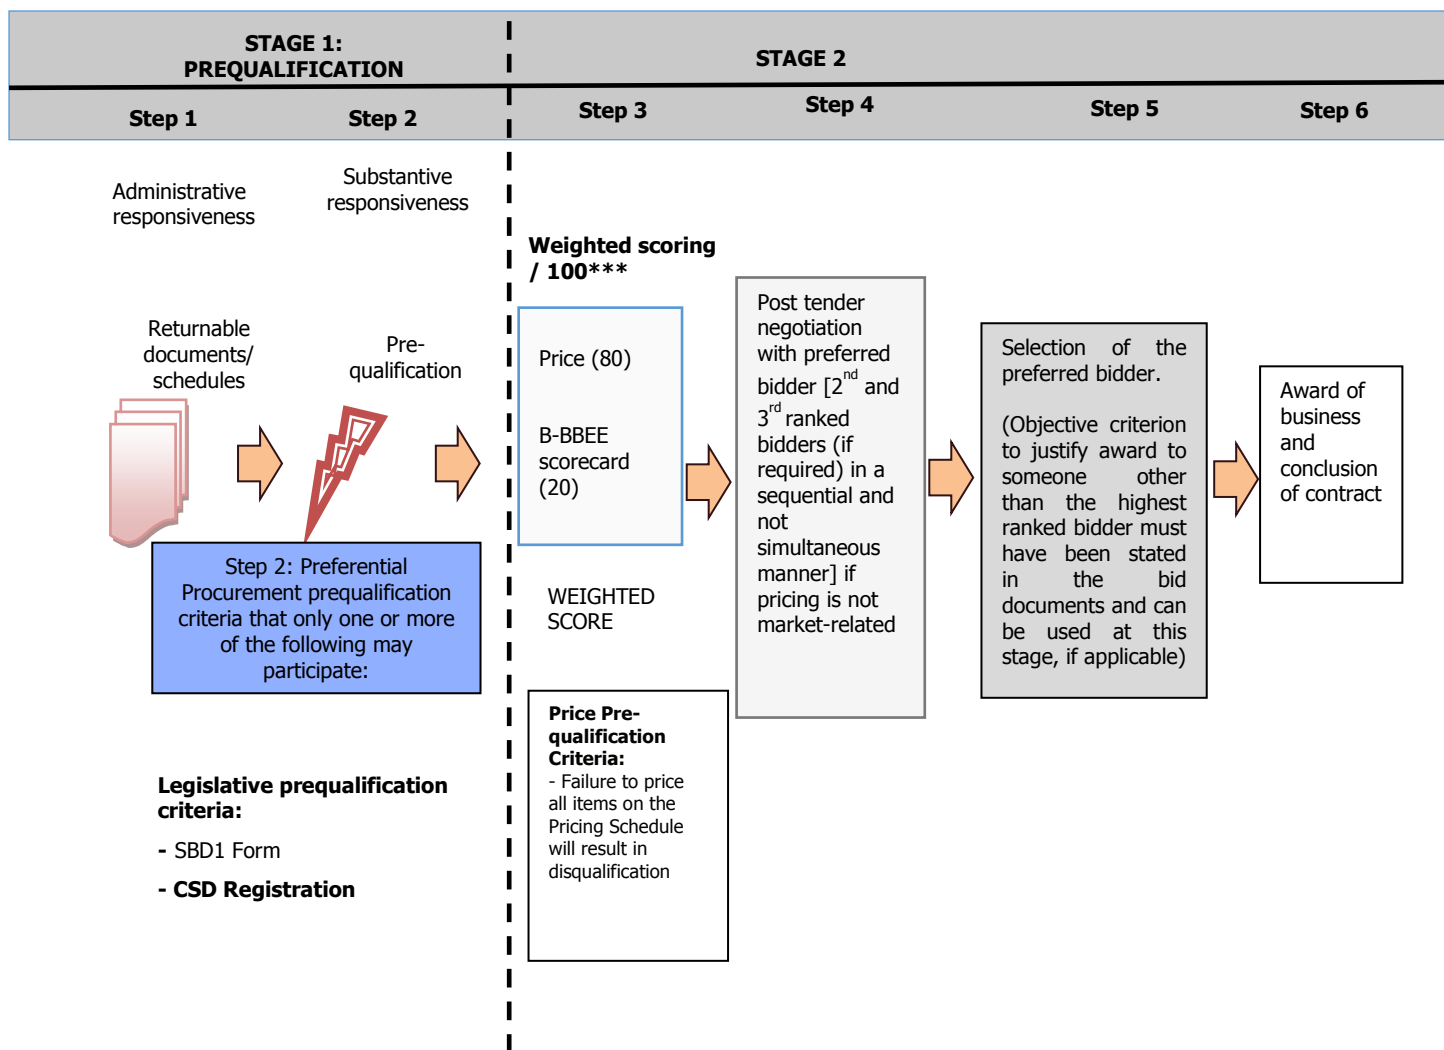 STAGE 1:
PREQUALIFICATION
STAGE 2
Step 1
Step 2
Step 3
Step 4
Step 5
Step 6
Administrative
responsiveness
Substantive
responsiveness
Returnable
documents/
schedules
Pre-
qualification
Step 2: Preferential
Procurement prequalification
criteria that only one or more
of the following may
participate:
Legislative prequalification
criteria:
- SBD1 Form
- CSD Registration
Weighted scoring
/ 100***
Price (80)
B-BBEE
scorecard
(20)
WEIGHTED
SCORE
Price Pre-
qualification
Criteria:
- Failure to price
all items on the
Pricing Schedule
will result in
disqualification
Post tender
negotiation
with preferred
bidder [2nd and
3rd ranked
bidders (if
required) in a
sequential and
not
simultaneous
manner] if
pricing is not
market-related
Selection of the
preferred bidder.
(Objective criterion
to justify award to
someone other
than the highest
ranked bidder must
have been stated
in the bid
documents and can
be used at this
stage, if applicable)
Award of
business
and
conclusion
of contract